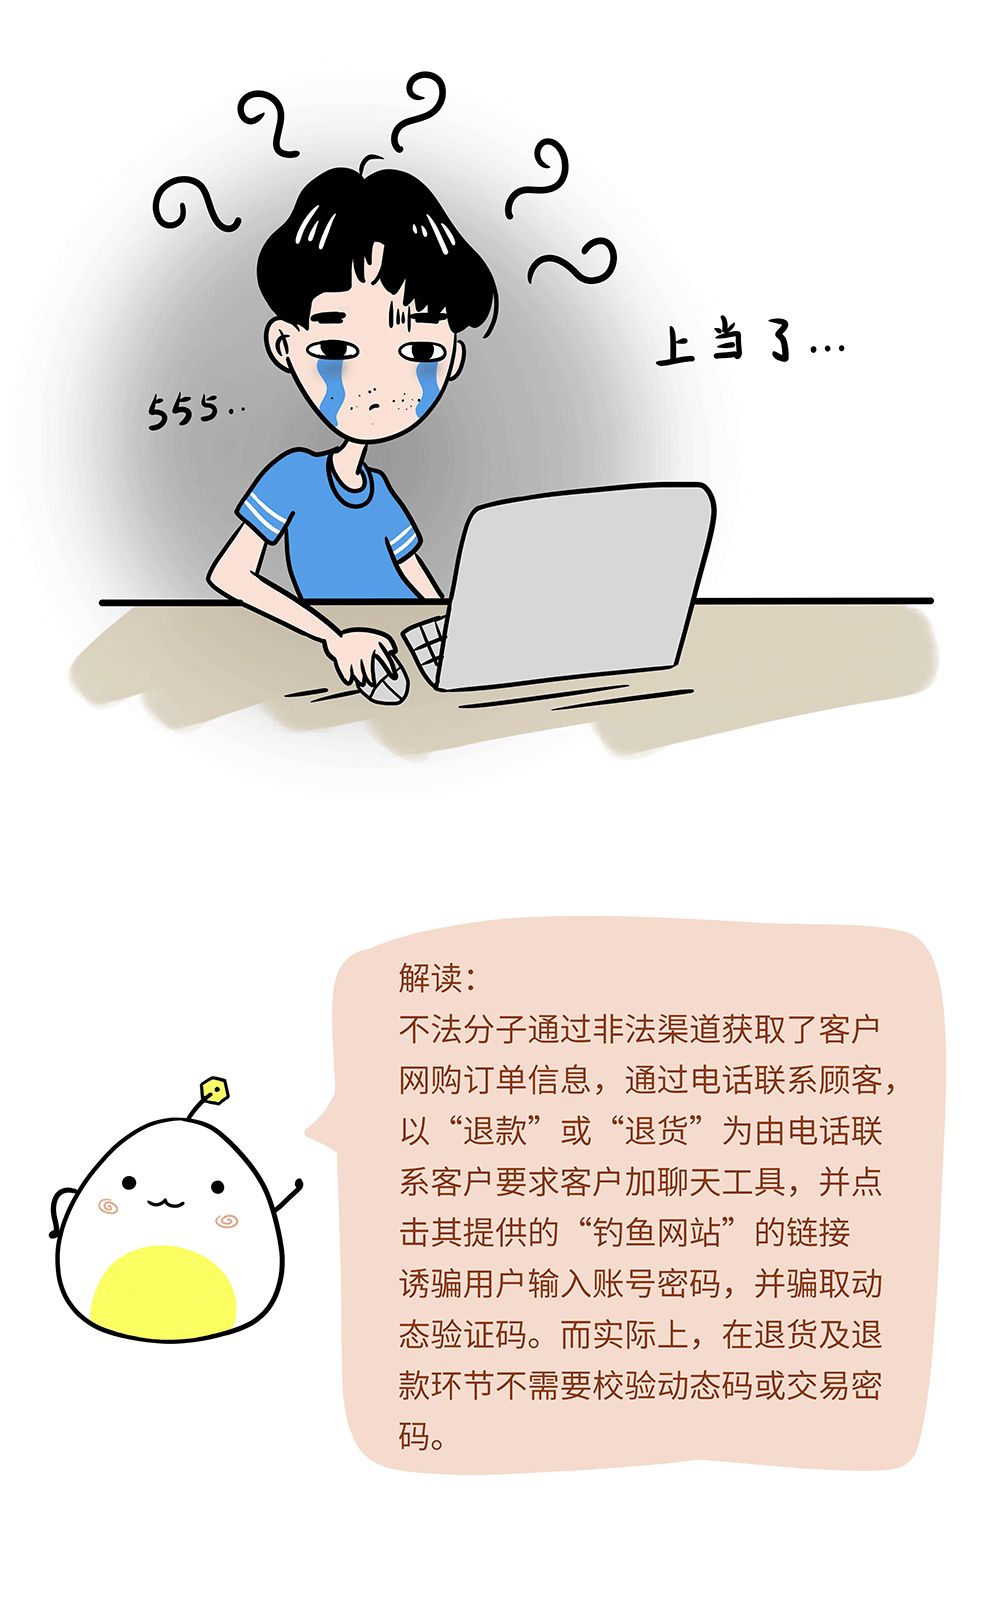 上当了...
555..
解读：
不法分子通过非法渠道获取了客户
网购订单信息，通过电话联系顾客，
以“退款”或“退货”为由电话联
系客户要求客户加聊天工具，并点
击其提供的“钓鱼网站”的链接
诱骗用户输入账号密码，并骗取动
态验证码。而实际上，在退货及退
款环节不需要校验动态码或交易密
码。